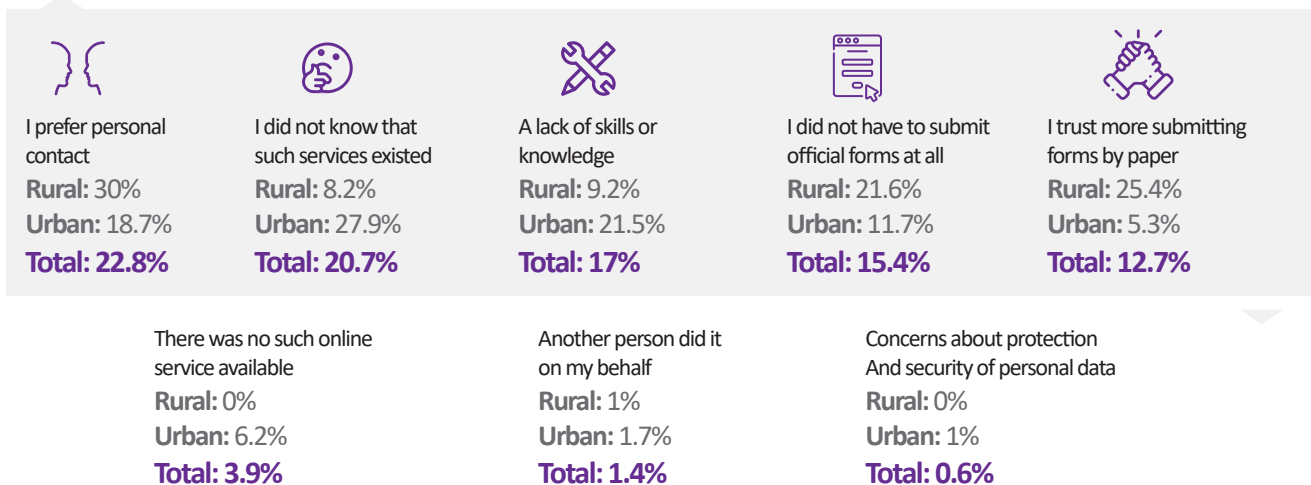 I prefer personal
contact
Rural: 30%
Urban: 18.7%
Total: 22.8%
I did not know that
such services existed
Rural: 8.2%
Urban: 27.9%
Total: 20.7%
A lack of skills or
knowledge
Rural: 9.2%
Urban: 21.5%
Total: 17%
I did not have to submit
official forms at all
Rural: 21.6%
Urban: 11.7%
Total: 15.4%
I trust more submitting
forms by paper
Rural: 25.4%
Urban: 5.3%
Total: 12.7%
There was no such online
service available
Rural: 0%
Urban: 6.2%
Total: 3.9%
Another person did it
on my behalf
Rural: 1%
Urban: 1.7%
Total: 1.4%
Concerns about protection
And security of personal data
Rural: 0%
Urban: 1%
Total: 0.6%